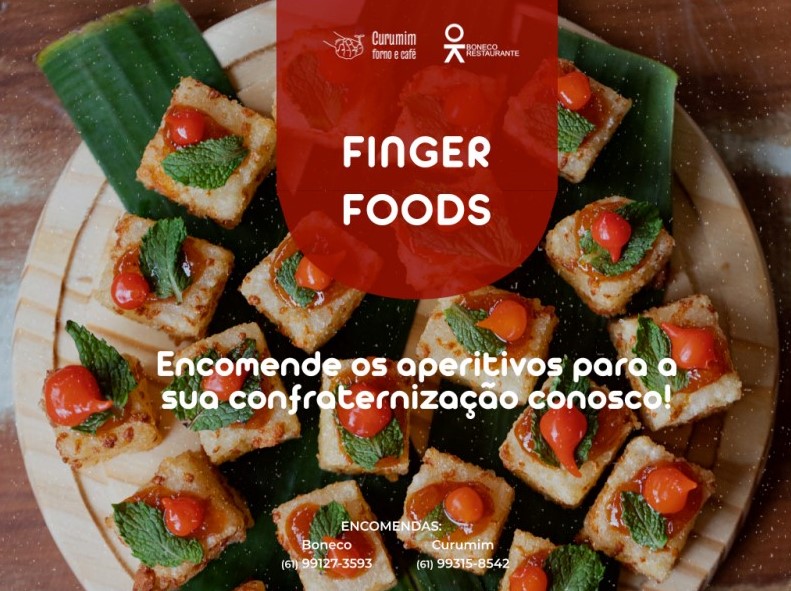 Curumim
forno e café
BONECO
RESTAURANTE
FINGER
FOODS
Encomende os aperitivos para a
sua confraternização conosco!
ENCOMENDAS:
Boneco Curumim
(61) 99127-3593 (61) 99315-8542